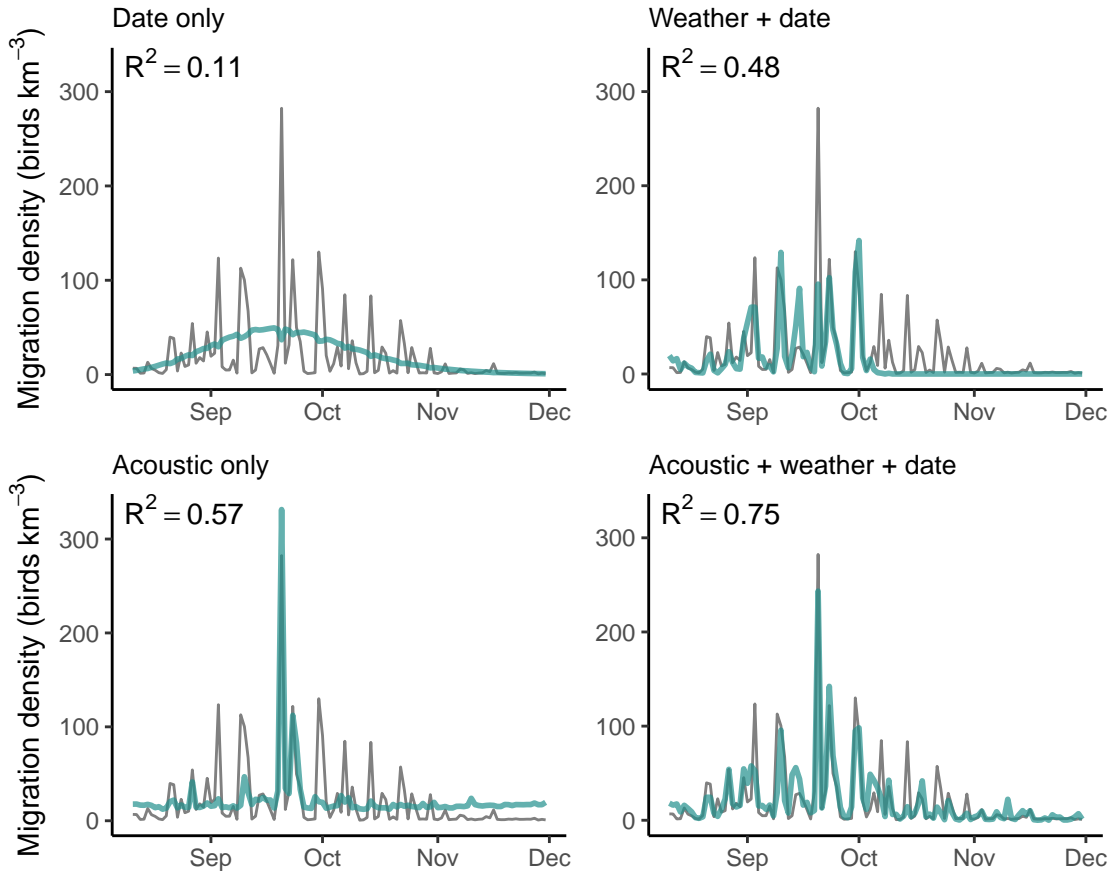 Date only
Weather + date
R² = 0.11
R² = 0.48
Migration density (birds km⁻³)
300
200
100
0
300
200
100
0
Sep Oct Nov Dec
Sep Oct Nov Dec
Acoustic only
Acoustic + weather + date
R² = 0.57
R² = 0.75
Migration density (birds km⁻³)
300
200
100
0
300
200
100
0
Sep Oct Nov Dec
Sep Oct Nov Dec